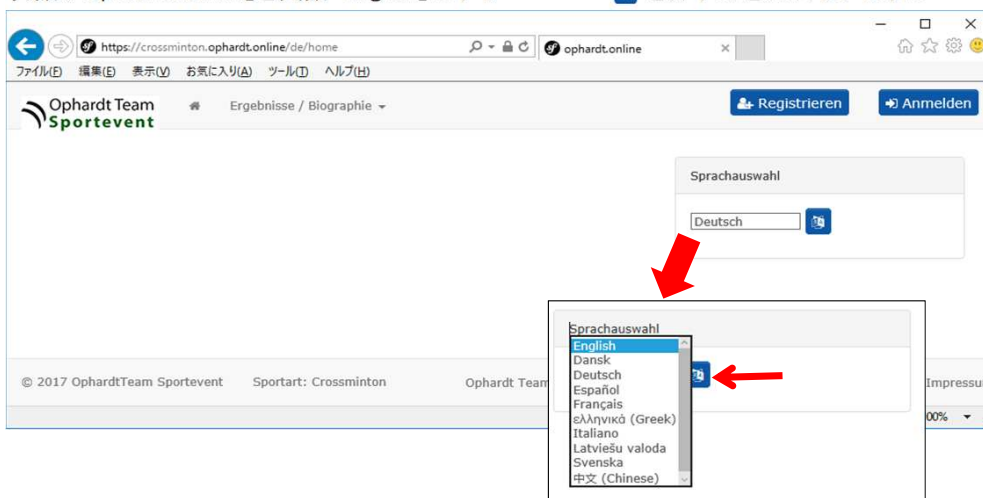 https://crossminton.ophardt.online/de/home
ophardt.online
ファイル(F) 編集(E) 表示(V) お気に入り(A) ツール(T) ヘルプ(H)
Ophardt Team
Sportevent
Ergebnisse / Biographie
Registrieren
Anmelden
Sprachauswahl
Deutsch
Sprachauswahl
English
Dansk
Deutsch
Español
Français
ελληνικά (Greek)
Italiano
Latviešu valoda
Svenska
中文 (Chinese)
© 2017 OphardtTeam Sportevent Sportart: Crossminton Ophardt Team
Impressu
00%